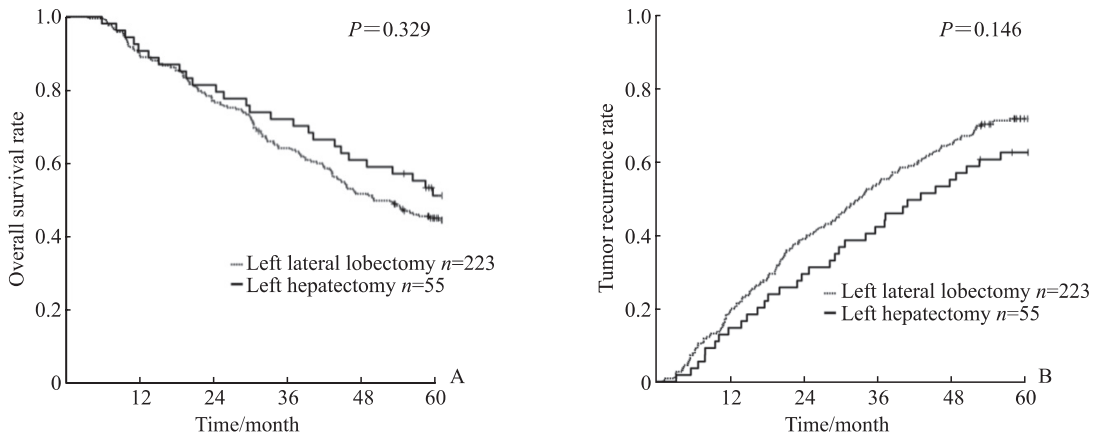 1.0
0.8
0.6
0.4
0.2
0
Overall survival rate
P＝0.329
Left lateral lobectomy n=223
Left hepatectomy n=55
A
12 24 36 48 60
Time/month
1.0
0.8
0.6
0.4
0.2
0
Tumor recurrence rate
P＝0.146
Left lateral lobectomy n=223
Left hepatectomy n=55
B
12 24 36 48 60
Time/month